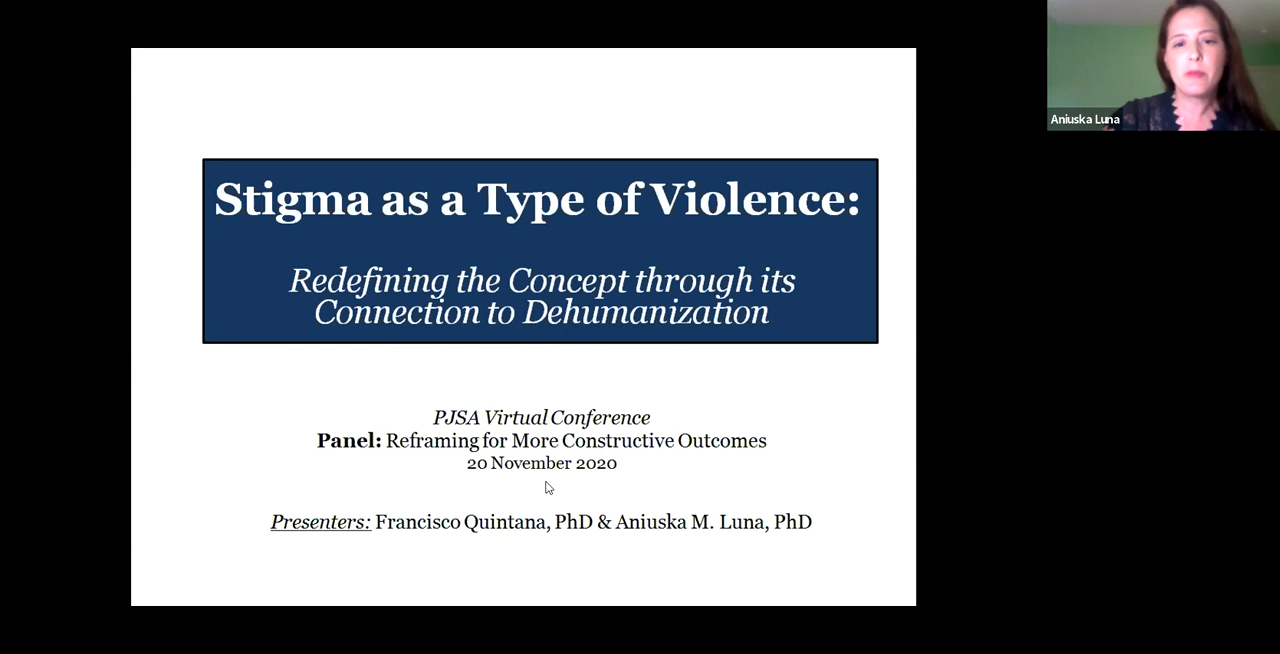 Stigma as a Type of Violence:
Redefining the Concept through its
Connection to Dehumanization
PJSA Virtual Conference
Panel: Reframing for More Constructive Outcomes
20 November 2020
Presenters: Francisco Quintana, PhD & Aniuska M. Luna, PhD
Aniuska Luna